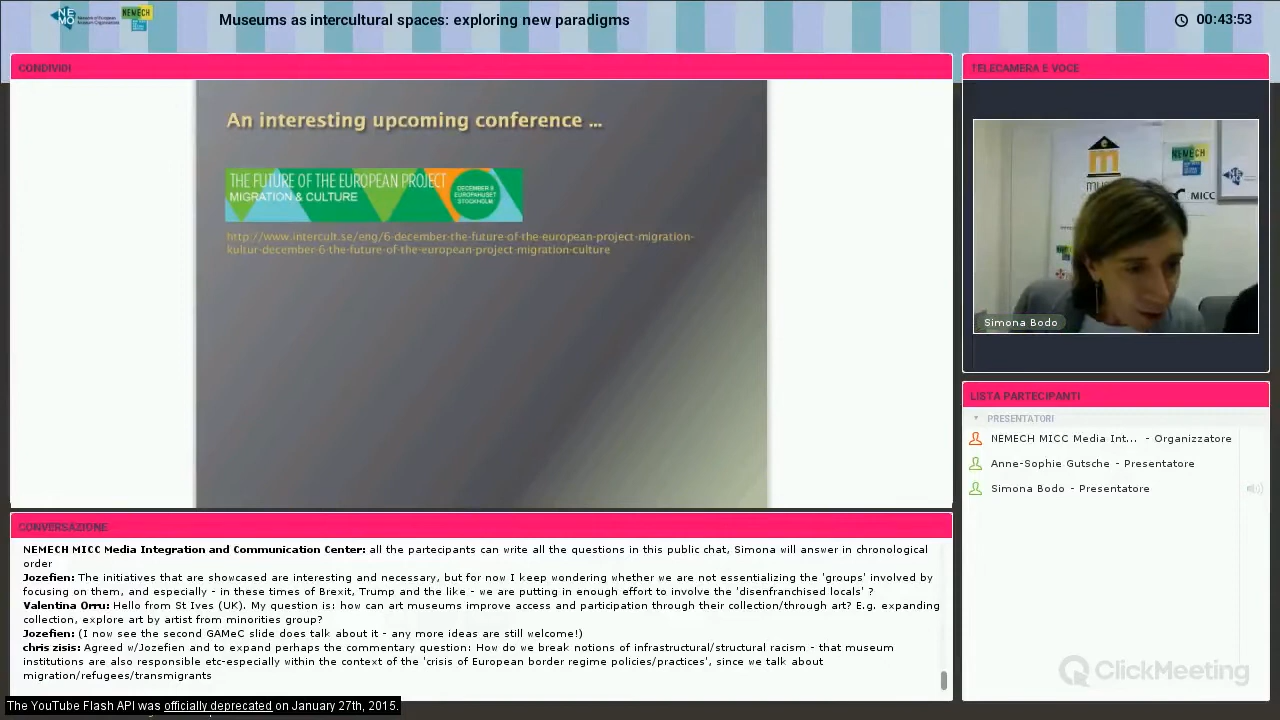 NE
MO
Network of European
Museum Organisations
NEMECH
Museums as intercultural spaces: exploring new paradigms
00:43:53
CONDIVIDI
An interesting upcoming conference ...
THE FUTURE OF THE EUROPEAN PROJECT
MIGRATION & CULTURE
DECEMBER 6
EUROPAHUSET
STOCKHOLM
http://www.intercult.se/eng/6-december-the-future-of-the-european-project-migration-
kultur-december-6-the-future-of-the-european-project-migration-culture
TELECAMERA E VOCE
NEMECH
MICC
Simona Bodo
LISTA PARTECIPANTI
PRESENTATORI
NEMECH MICC Media Int... - Organizzatore
Anne-Sophie Gutsche - Presentatore
Simona Bodo - Presentatore
CONVERSAZIONE
NEMECH MICC Media Integration and Communication Center: all the partecipants can write all the questions in this public chat, Simona will answer in chronological
order
Jozefien: The initiatives that are showcased are interesting and necessary, but for now I keep wondering whether we are not essentializing the 'groups' involved by
focusing on them, and especially - in these times of Brexit, Trump and the like - we are putting in enough effort to involve the 'disenfranchised locals' ?
Valentina Orru: Hello from St Ives (UK). My question is: how can art museums improve access and participation through their collection/through art? E.g. expanding
collection, explore art by artist from minorities group?
Jozefien: (I now see the second GAMeC slide does talk about it - any more ideas are still welcome!)
chris zisis: Agreed w/Jozefien and to expand perhaps the commentary question: How do we break notions of infrastructural/structural racism - that museum
institutions are also responsible etc-especially within the context of the 'crisis of European border regime policies/practices', since we talk about
migration/refugees/transmigrants
ClickMeeting
The YouTube Flash API was officially deprecated on January 27th, 2015.